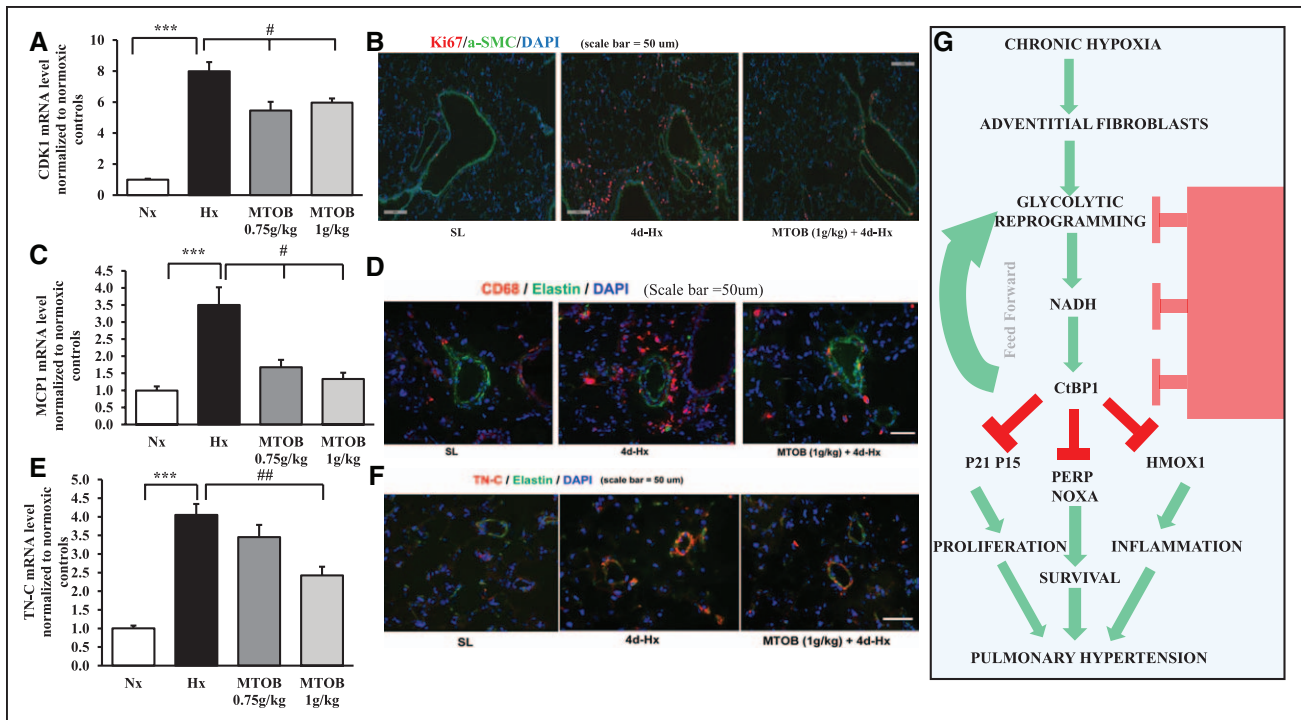 A
CDK1 mRNA level
normalized to normoxic
controls
10
8
6
4
2
0
***
#
Nx
Hx
MTOB
0.75g/kg
MTOB
1g/kg
B
Ki67/a-SMC/DAPI (scale bar = 50 um)
SL
4d-Hx
MTOB (1g/kg) + 4d-Hx
C
MCP1 mRNA level
normalized to normoxic
controls
4.5
4.0
3.5
3.0
2.5
2.0
1.5
1.0
0.5
0.0
***
#
Nx
Hx
MTOB
0.75g/kg
MTOB
1g/kg
D
CD68 / Elastin / DAPI (Scale bar =50um)
SL
4d-Hx
MTOB (1g/kg) + 4d-Hx
E
TN-C mRNA level
normalized to normoxic
controls
5.0
4.5
4.0
3.5
3.0
2.5
2.0
1.5
1.0
0.5
0.0
***
##
Nx
Hx
MTOB
0.75g/kg
MTOB
1g/kg
F
TN-C / Elastin / DAPI (scale bar = 50 um)
SL
4d-Hx
MTOB (1g/kg) + 4d-Hx
G
CHRONIC HYPOXIA
ADVENTITIAL FIBROBLASTS
GLYCOLYTIC
REPROGRAMMING
Feed Forward
NADH
CtBP1
P21 P15
PERP
NOXA
HMOX1
PROLIFERATION
SURVIVAL
INFLAMMATION
PULMONARY HYPERTENSION